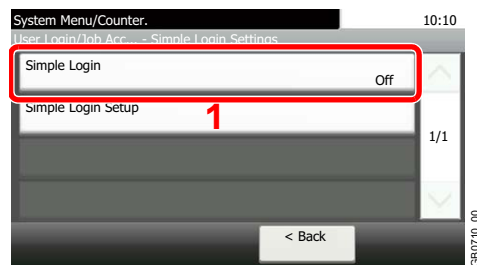 System Menu/Counter.
10:10
User Login/Job Acc... - Simple Login Settings
Simple Login
Off
Simple Login Setup
1
1/1
< Back
GB0710_00